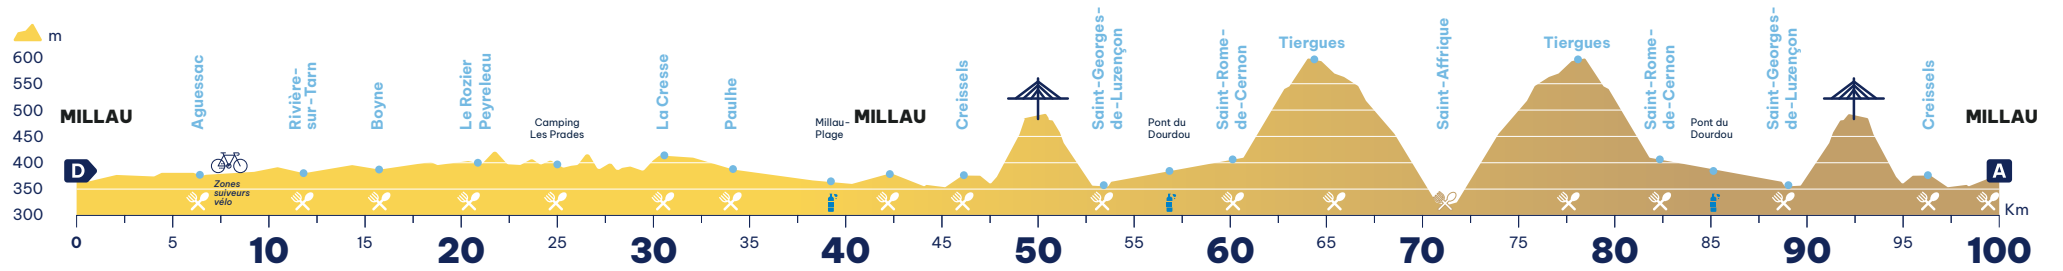 m
600
550
500
450
400
350
300
MILLAU
D
Aguessac
Zones
suiveurs
vélo
Rivière-
sur-Tarn
Boyne
Le Rozier
Peyreleau
Camping
Les Prades
La Cresse
Paulhe
Millau-
Plage
MILLAU
Creissels
Saint-Georges-
de-Luzençon
Pont du
Dourdou
Saint-Rome-
de-Cernon
Tiergues
Saint-Affrique
Tiergues
Saint-Rome-
de-Cernon
Pont du
Dourdou
Saint-Georges-
de-Luzençon
Creissels
MILLAU
A
Km
0 5 10 15 20 25 30 35 40 45 50 55 60 65 70 75 80 85 90 95 100